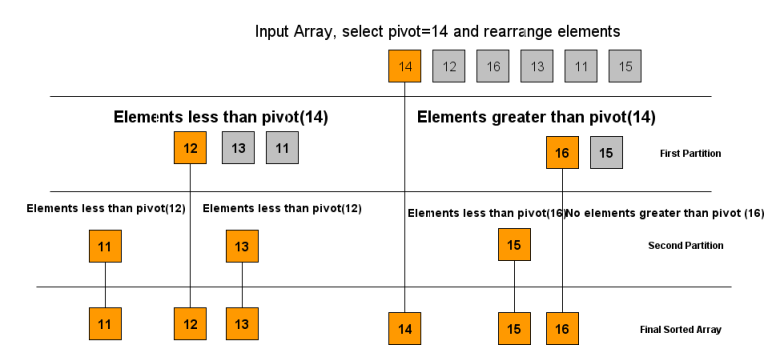 Input Array, select pivot=14 and rearrange elements
14 12 16 13 11 15
Elements less than pivot(14) Elements greater than pivot(14)
12 13 11 16 15 First Partition
Elements less than pivot(12) Elements less than pivot(12) Elements less than pivot(16) No elements greater than pivot (16)
11 13 15 Second Partition
11 12 13 14 15 16 Final Sorted Array